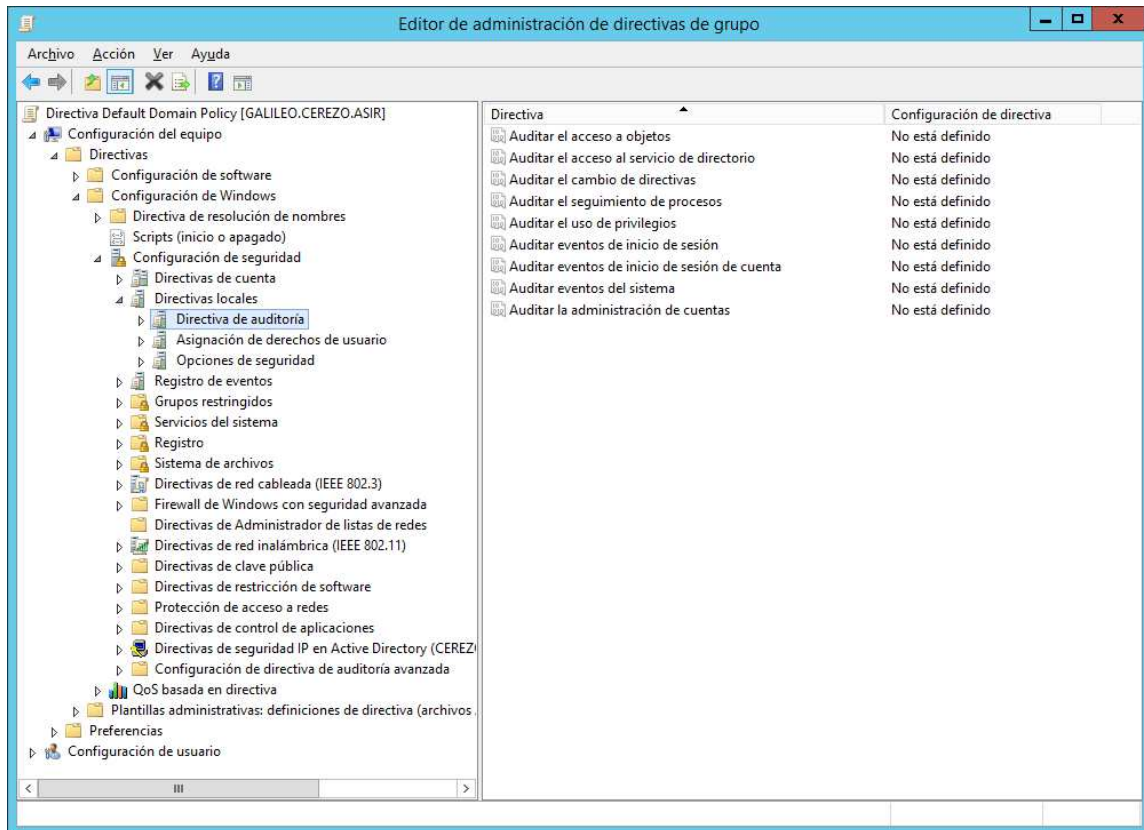 Editor de administración de directivas de grupo
Archivo Acción Ver Ayuda
Directiva Default Domain Policy [GALILEO.CEREZO.ASIR]
Configuración del equipo
Directivas
Configuración de software
Configuración de Windows
Directiva de resolución de nombres
Scripts (inicio o apagado)
Configuración de seguridad
Directivas de cuenta
Directivas locales
Directiva de auditoría
Asignación de derechos de usuario
Opciones de seguridad
Registro de eventos
Grupos restringidos
Servicios del sistema
Registro
Sistema de archivos
Directivas de red cableada (IEEE 802.3)
Firewall de Windows con seguridad avanzada
Directivas de Administrador de listas de redes
Directivas de red inalámbrica (IEEE 802.11)
Directivas de clave pública
Directivas de restricción de software
Protección de acceso a redes
Directivas de control de aplicaciones
Directivas de seguridad IP en Active Directory (CEREZO
Configuración de directiva de auditoría avanzada
QoS basada en directiva
Plantillas administrativas: definiciones de directiva (archivos .
Preferencias
Configuración de usuario
Directiva Configuración de directiva
Auditar el acceso a objetos No está definido
Auditar el acceso al servicio de directorio No está definido
Auditar el cambio de directivas No está definido
Auditar el seguimiento de procesos No está definido
Auditar el uso de privilegios No está definido
Auditar eventos de inicio de sesión No está definido
Auditar eventos de inicio de sesión de cuenta No está definido
Auditar eventos del sistema No está definido
Auditar la administración de cuentas No está definido